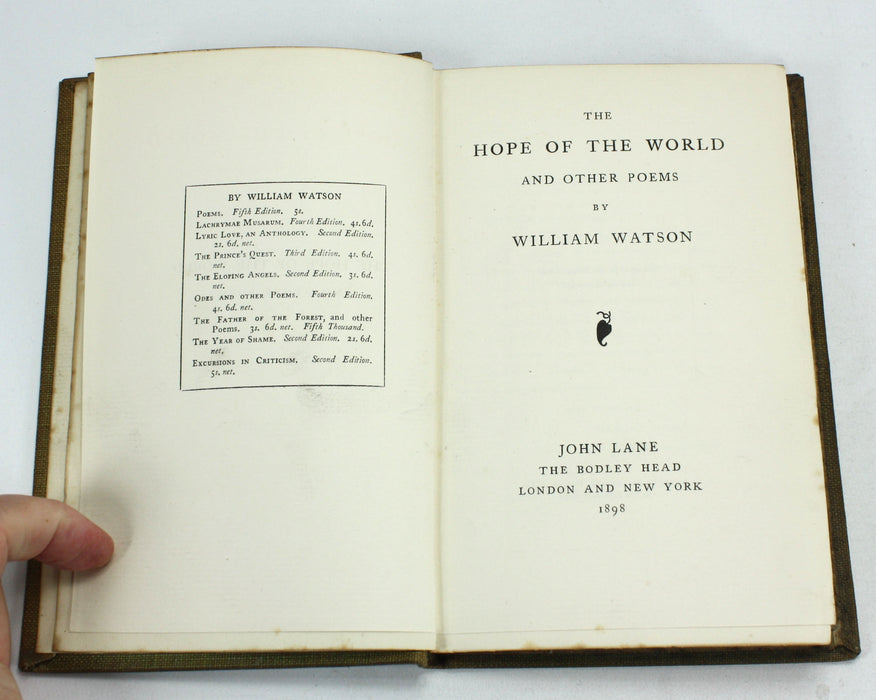 BY WILLIAM WATSON
POEMS. Fifth Edition. 5s.
LACHRYMAE MUSARUM. Fourth Edition. 4s. 6d.
LYRIC LOVE, AN ANTHOLOGY. Second Edition.
2s. 6d. net.
THE PRINCE'S QUEST. Third Edition. 4s. 6d.
net.
THE ELOPING ANGELS. Second Edition. 3s. 6d.
net.
ODES AND OTHER POEMS. Fourth Edition.
4s. 6d. net.
THE FATHER OF THE FOREST, and other
Poems. 3s. 6d. net. Fifth Thousand.
THE YEAR OF SHAME. Second Edition. 2s. 6d.
net.
EXCURSIONS IN CRITICISM. Second Edition.
5s. net.
THE
HOPE OF THE WORLD
AND OTHER POEMS
BY
WILLIAM WATSON
JOHN LANE
THE BODLEY HEAD
LONDON AND NEW YORK
1898